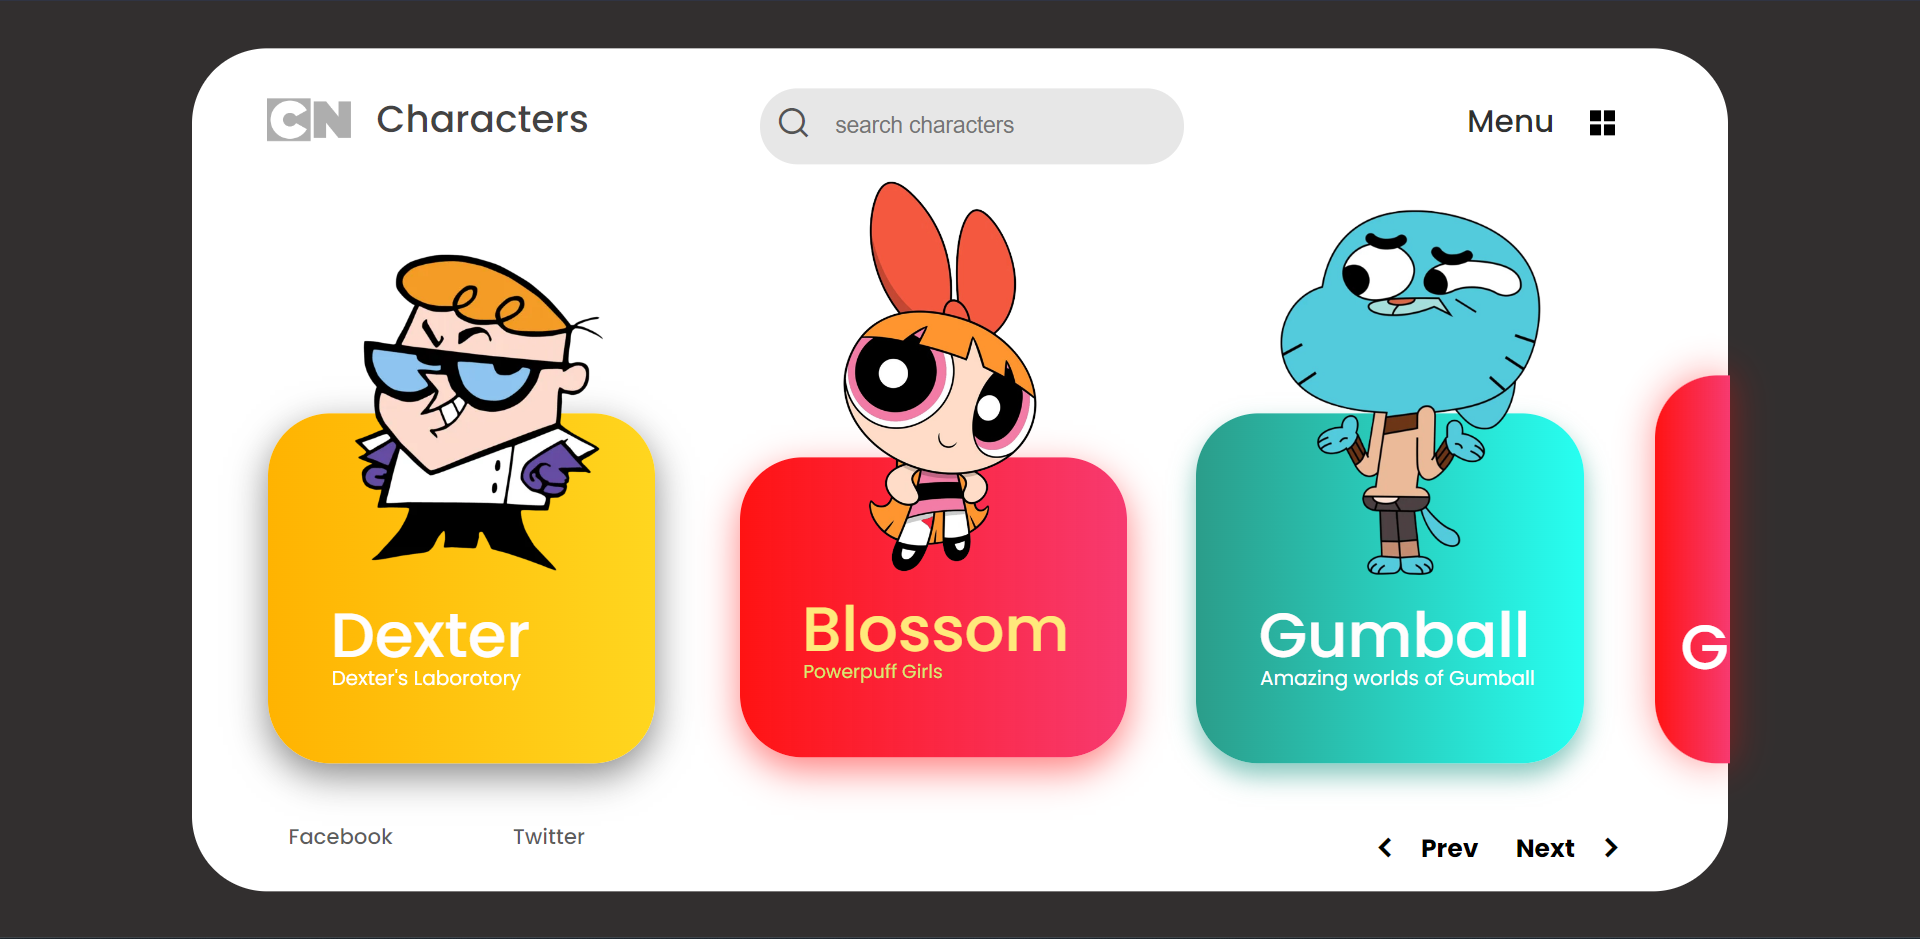 CN Characters
search characters
Menu
Dexter
Dexter's Laborotory
Blossom
Powerpuff Girls
Gumball
Amazing worlds of Gumball
G
Facebook
Twitter
Prev
Next